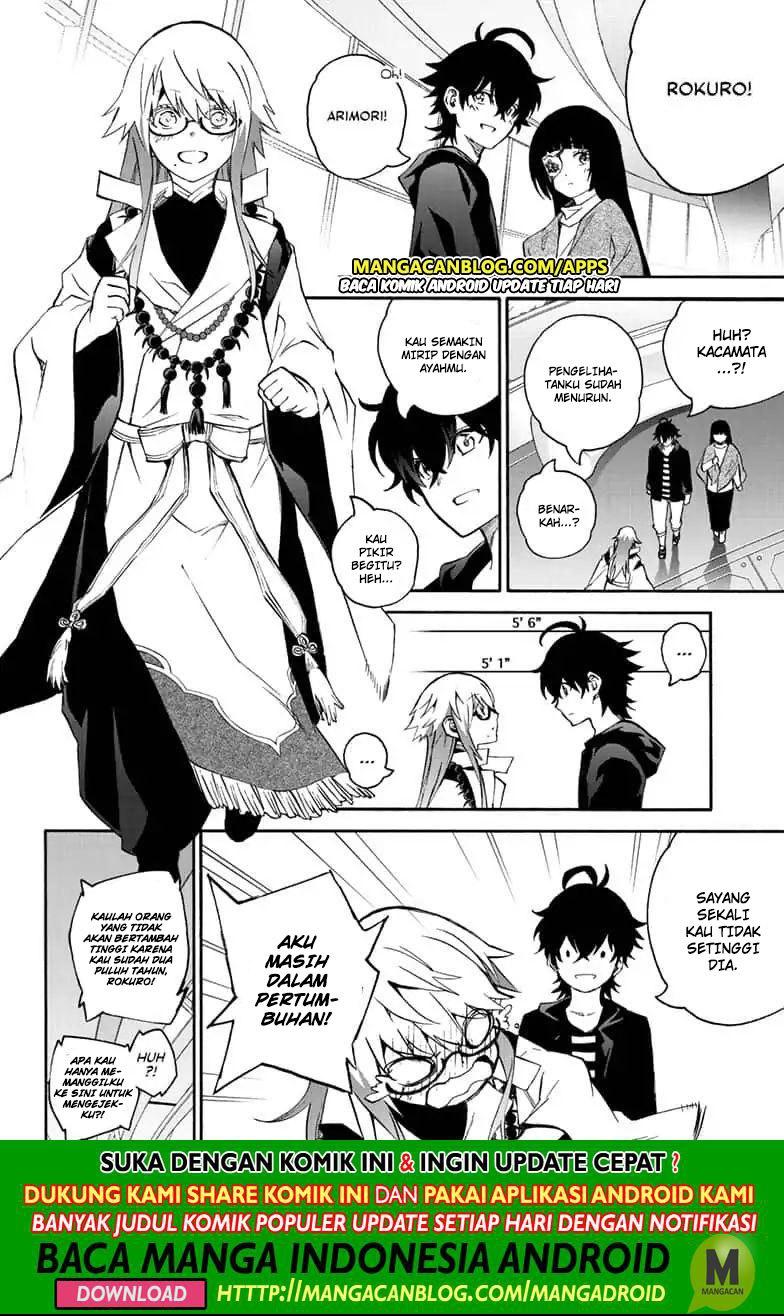 ROKURO!
Oh!
ARIMORI!
MANGACANBLOG.COM/APPS
BACA KOMIK ANDROID UPDATE TIAP HARI
HUH?
KACAMATA
...?!
PENGELIHA-
TANKU SUDAH
MENURUN.
BENAR-
KAH...?
KAU SEMAKIN
MIRIP DENGAN
AYAHMU.
KAU
PIKIR
BEGITU?
HEH...
5' 6"
5' 1"
...
...
SAYANG
SEKALI
KAU TIDAK
SETINGGI
DIA.
AKU
MASIH
DALAM
PERTUM-
BUHAN!
KAULAH ORANG
YANG TIDAK
AKAN BERTAMBAH
TINGGI KARENA
KAU SUDAH DUA
PULUH TAHUN,
ROKURO!
HUH
?!
APA KAU
HANYA ME-
MANGGILKU
KE SINI UNTUK
MENGEJEK-
KU?!
SUKA DENGAN KOMIK INI & INGIN UPDATE CEPAT ?
DUKUNG KAMI SHARE KOMIK INI DAN PAKAI APLIKASI ANDROID KAMI
BANYAK JUDUL KOMIK POPULER UPDATE SETIAP HARI DENGAN NOTIFIKASI
BACA MANGA INDONESIA ANDROID
DOWNLOAD
HTTTP://MANGACANBLOG.COM/MANGADROID
M
MANGACAN